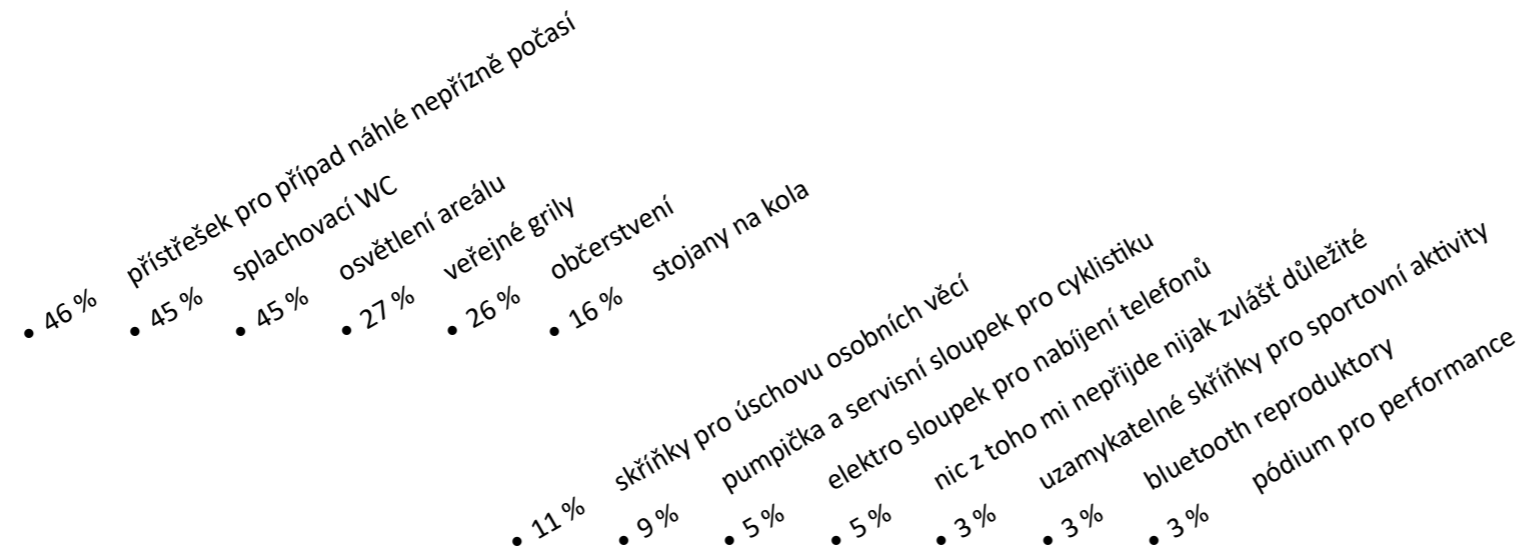 • 46 % přístřešek pro případ náhlé nepřízně počasí
• 45 % splachovací WC
• 45 % osvětlení areálu
• 27 % veřejné grily
• 26 % občerstvení
• 16 % stojany na kola
• 11 % skříňky pro úschovu osobních věcí
• 9 % pumpička a servisní sloupek pro cyklistiku
• 5 % elektro sloupek pro nabíjení telefonů
• 5 % nic z toho mi nepřijde nijak zvlášť důležité
• 3 % uzamykatelné skříňky pro sportovní aktivity
• 3 % bluetooth reproduktory
• 3 % pódium pro performance